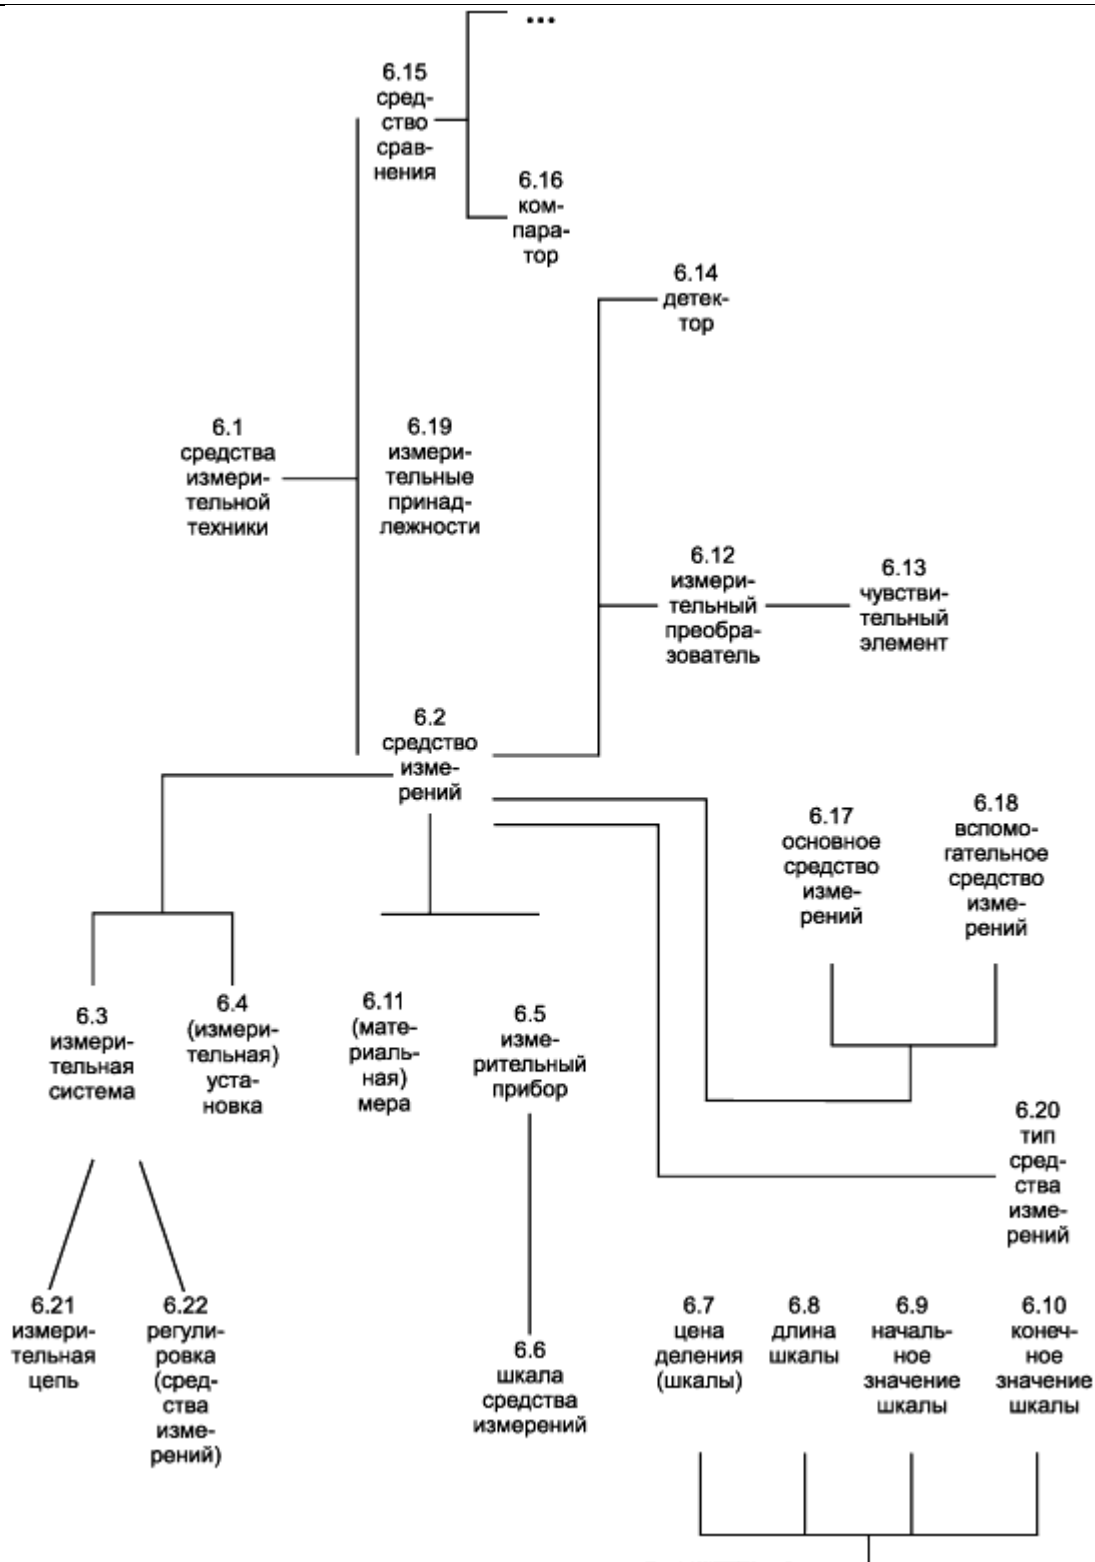 ...
6.15
сред-
ство
срав-
нения
6.16
ком-
пара-
тор
6.14
детек-
тор
6.1
средства
измери-
тельной
техники
6.19
измери-
тельные
принад-
лежности
6.12
измери-
тельный
преобра-
зователь
6.13
чувстви-
тельный
элемент
6.2
средство
изме-
рений
6.17
основное
средство
изме-
рений
6.18
вспомо-
гательное
средство
изме-
рений
6.3
измери-
тельная
система
6.4
(измери-
тельная)
уста-
новка
6.11
(мате-
риаль-
ная)
мера
6.5
изме-
рительный
прибор
6.20
тип
сред-
ства
изме-
рений
6.21
измери-
тельная
цепь
6.22
регули-
ровка
(сред-
ства
изме-
рений)
6.6
шкала
средства
измерений
6.7
цена
деления
(шкалы)
6.8
длина
шкалы
6.9
началь-
ное
значение
шкалы
6.10
конеч-
ное
значение
шкалы